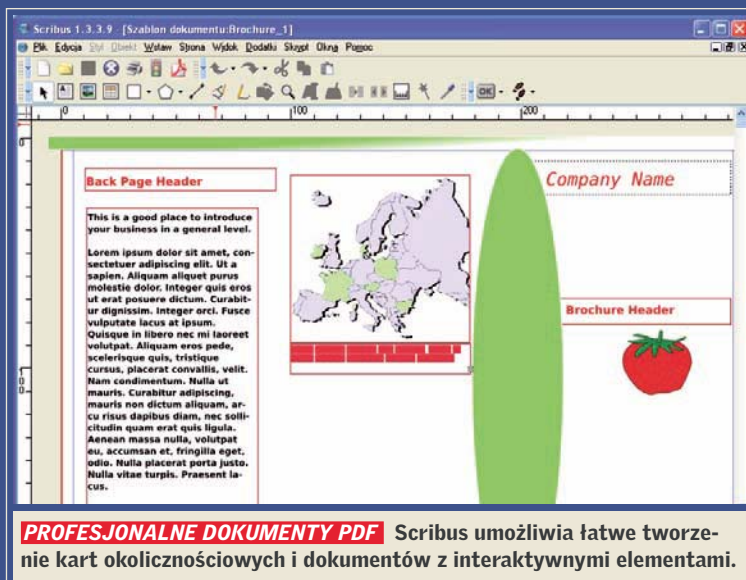 Scribus 1.3.3.9 - [Szablon dokumentu:Brochure_1]
Plik Edycja Styl Obiekt Wstaw Strona Widok Dodatki Skrypt Okna Pomoc
OK
0 100 200
0
100
Back Page Header
This is a good place to introduce
your business in a general level.
Lorem ipsum dolor sit amet, con-
sectetuer adipiscing elit. Ut a
sapien. Aliquam aliquet purus
molestie dolor. Integer quis eros
ut erat posuere dictum. Curabit-
ur dignissim. Integer orci. Fusce
vulputate lacus at ipsum.
Quisque in libero nec mi laoreet
volutpat. Aliquam eros pede,
scelerisque quis, tristique
cursus, placerat convallis, velit.
Nam condimentum. Nulla ut
mauris. Curabitur adipiscing,
mauris non dictum aliquam, ar-
cu risus dapibus diam, nec solli-
citudin quam erat quis ligula.
Aenean massa nulla, volutpat
eu, accumsan et, fringilla eget,
odio. Nulla placerat porta justo.
Nulla vitae turpis. Praesent la-
cus.
Company Name
Brochure Header
PROFESJONALNE DOKUMENTY PDF Scribus umożliwia łatwe tworze-
nie kart okolicznościowych i dokumentów z interaktywnymi elementami.